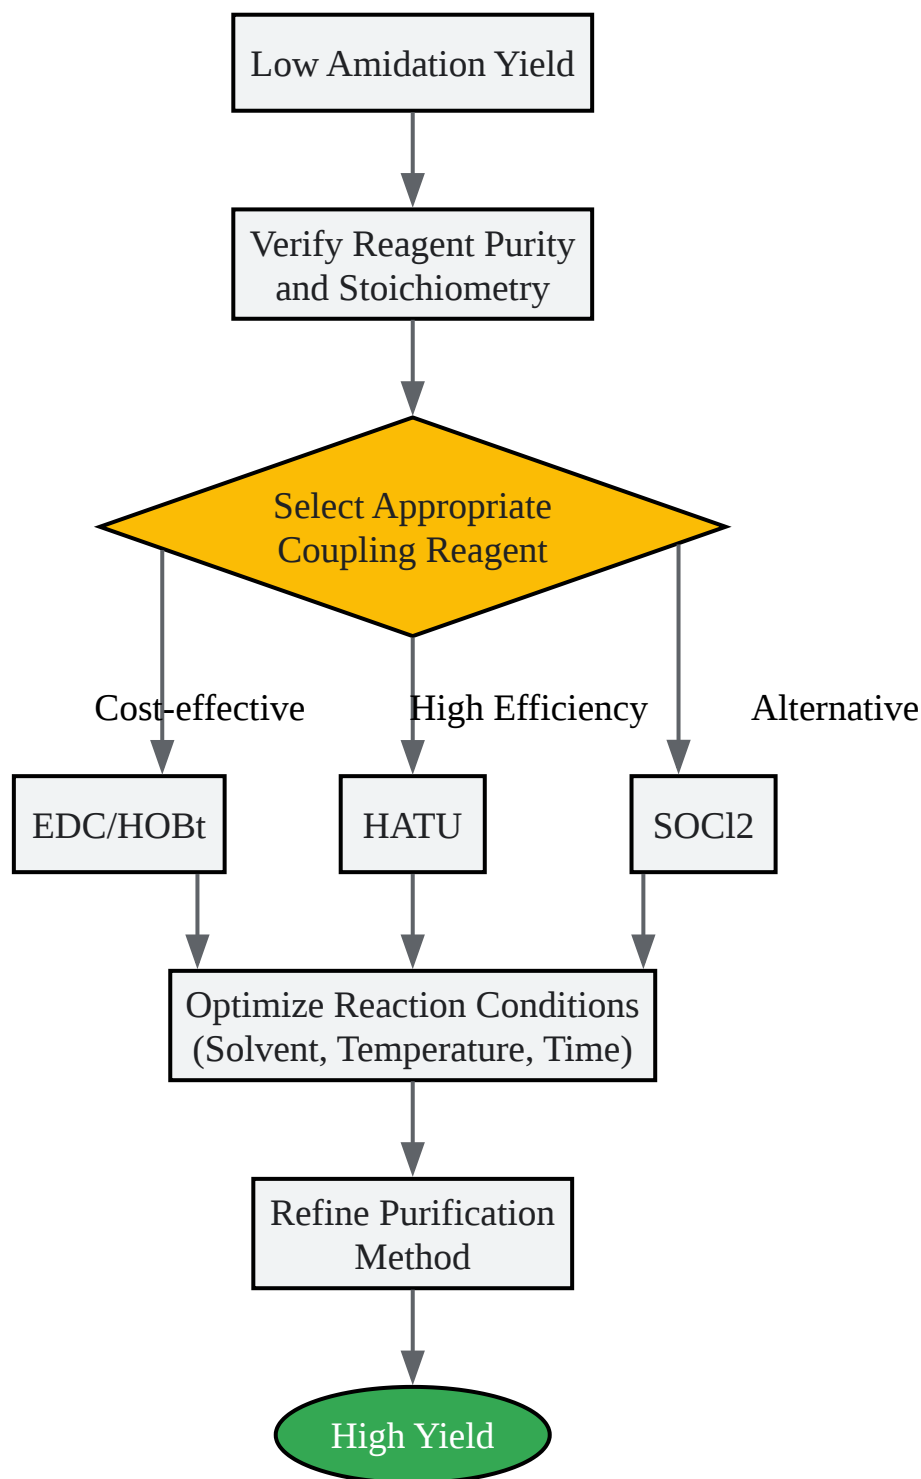 Low Amidation Yield
Verify Reagent Purity
and Stoichiometry
Select Appropriate
Coupling Reagent
Cost-effective
High Efficiency
Alternative
EDC/HOBt
HATU
SOCl2
Optimize Reaction Conditions
(Solvent, Temperature, Time)
Refine Purification
Method
High Yield